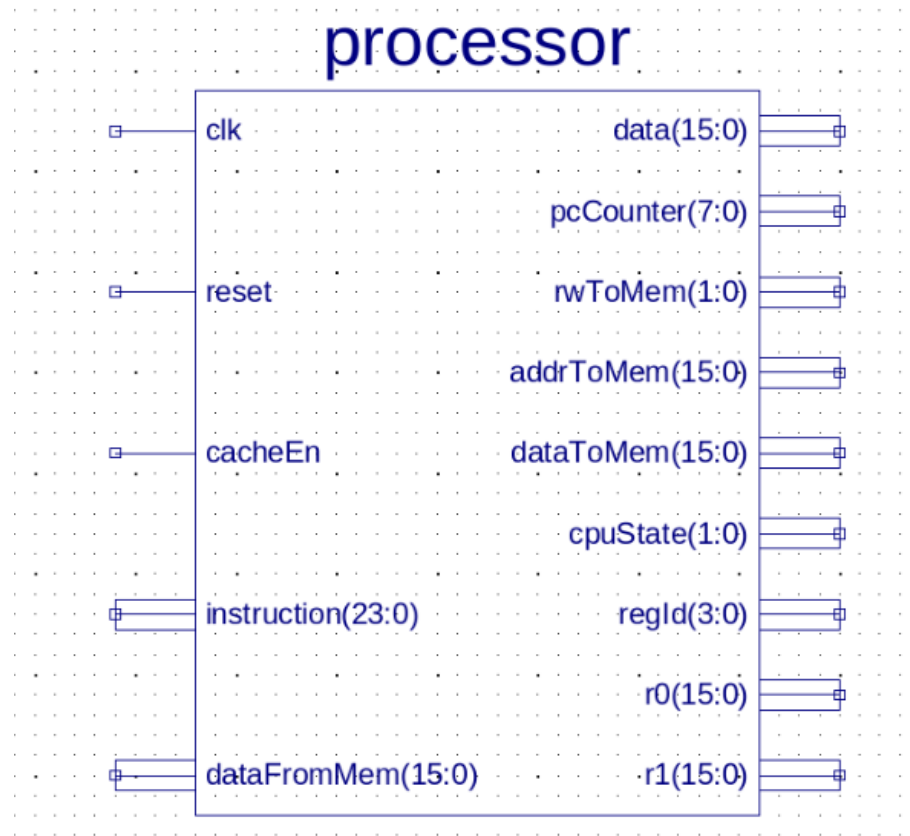 processor
clk data(15:0)
pcCounter(7:0)
reset rwToMem(1:0)
addrToMem(15:0)
cacheEn dataToMem(15:0)
cpuState(1:0)
instruction(23:0) regId(3:0)
r0(15:0)
dataFromMem(15:0) r1(15:0)